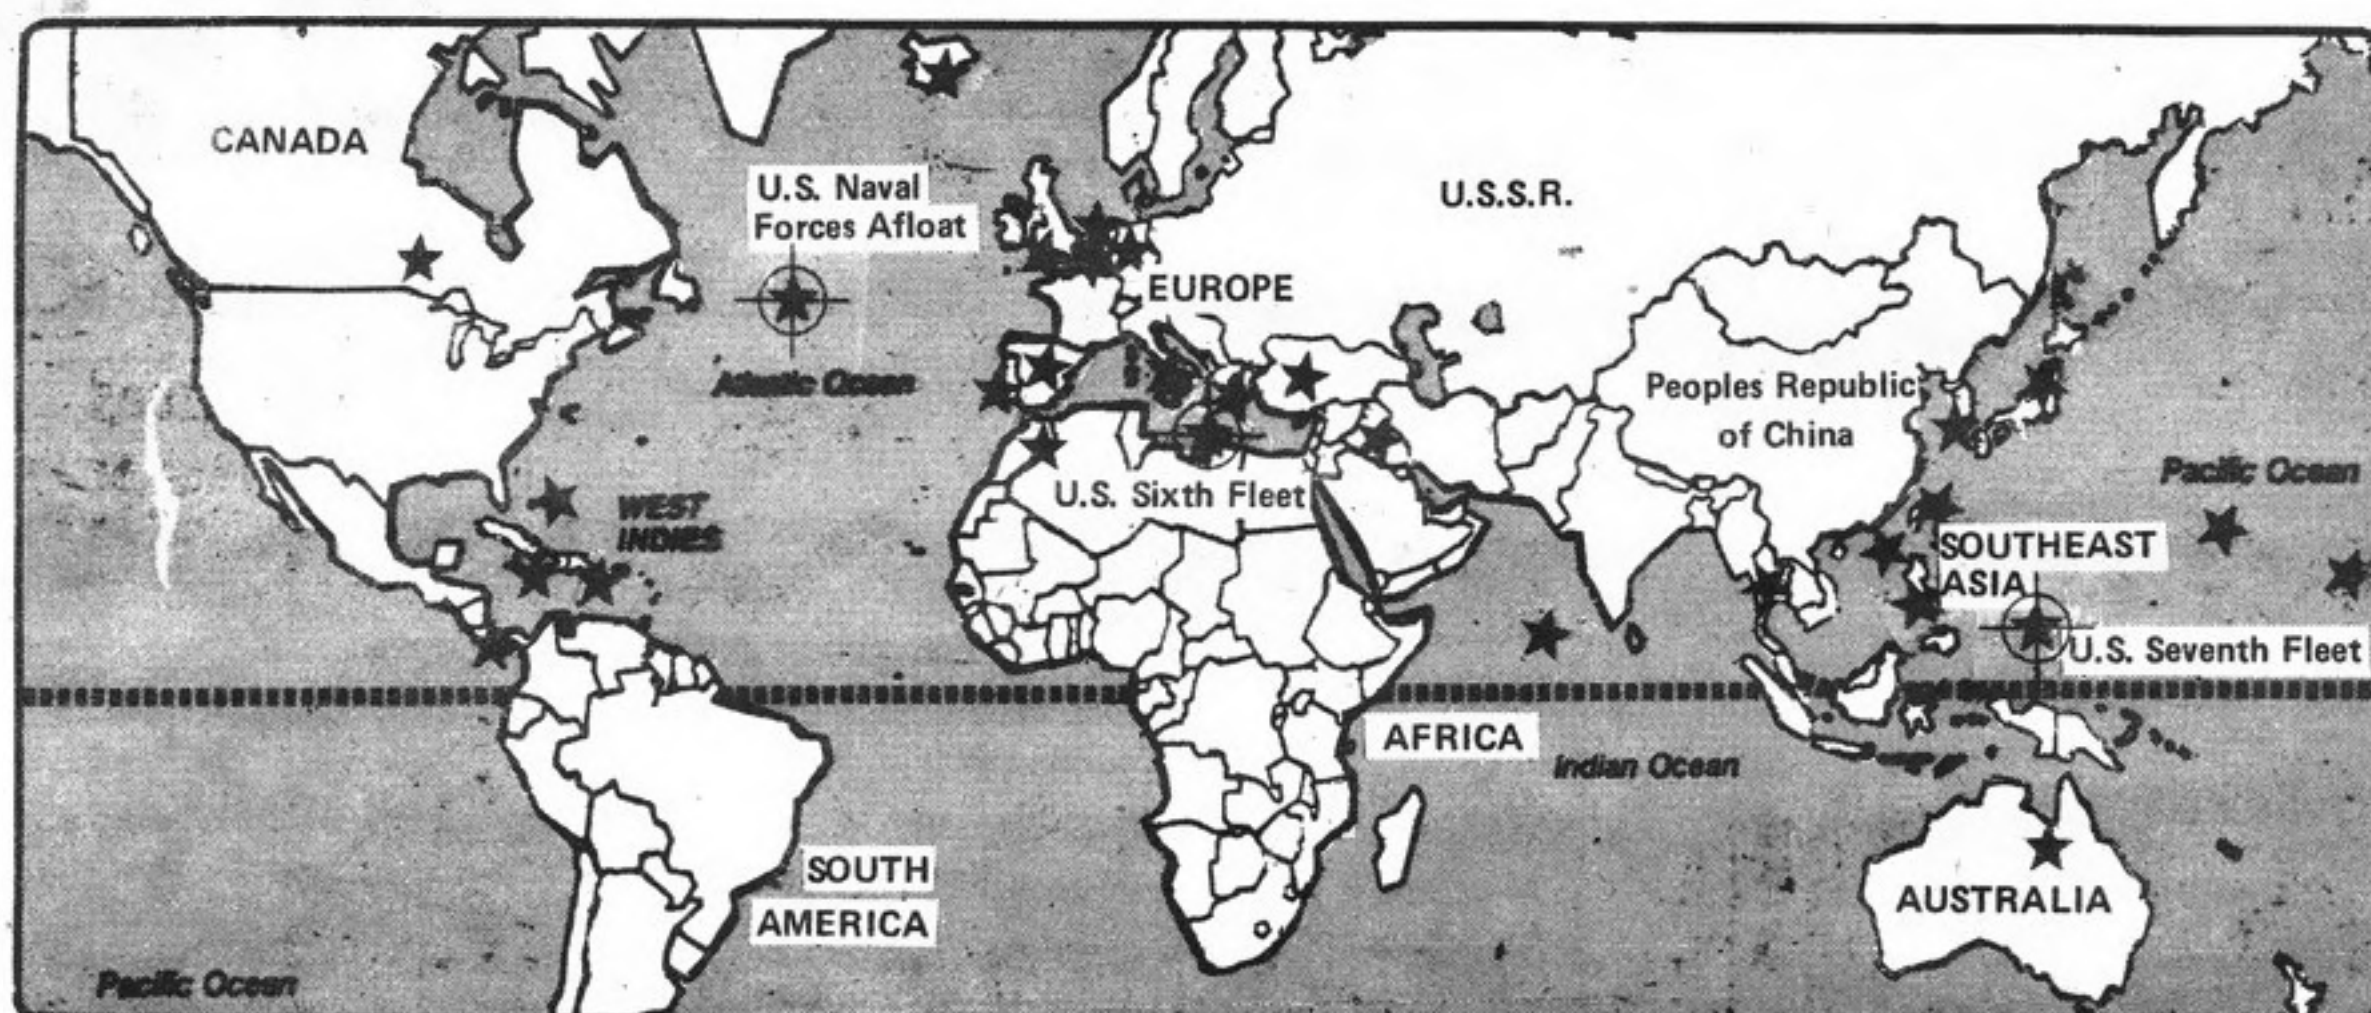 CANADA
U.S. Naval
Forces Afloat
U.S.S.R.
EUROPE
Atlantic Ocean
Peoples Republic
of China
Pacific Ocean
U.S. Sixth Fleet
WEST
INDIES
SOUTHEAST
ASIA
U.S. Seventh Fleet
AFRICA
Indian Ocean
SOUTH
AMERICA
AUSTRALIA
Pacific Ocean